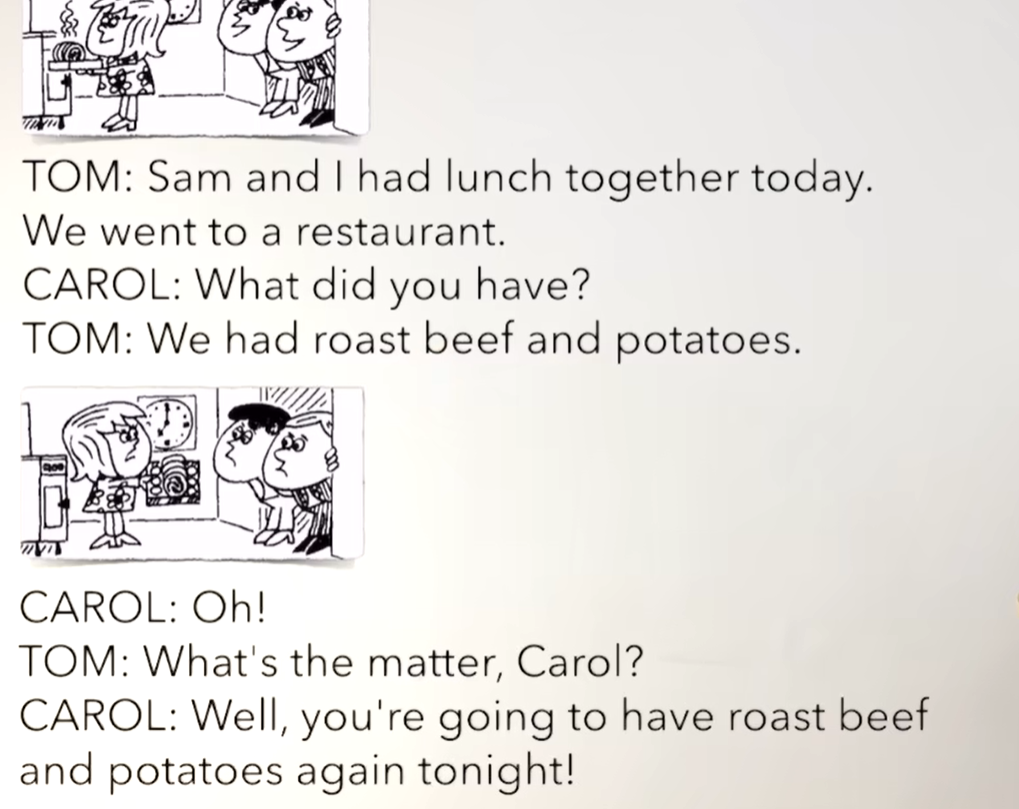 TOM: Sam and I had lunch together today.
We went to a restaurant.
CAROL: What did you have?
TOM: We had roast beef and potatoes.
CAROL: Oh!
TOM: What's the matter, Carol?
CAROL: Well, you're going to have roast beef
and potatoes again tonight!